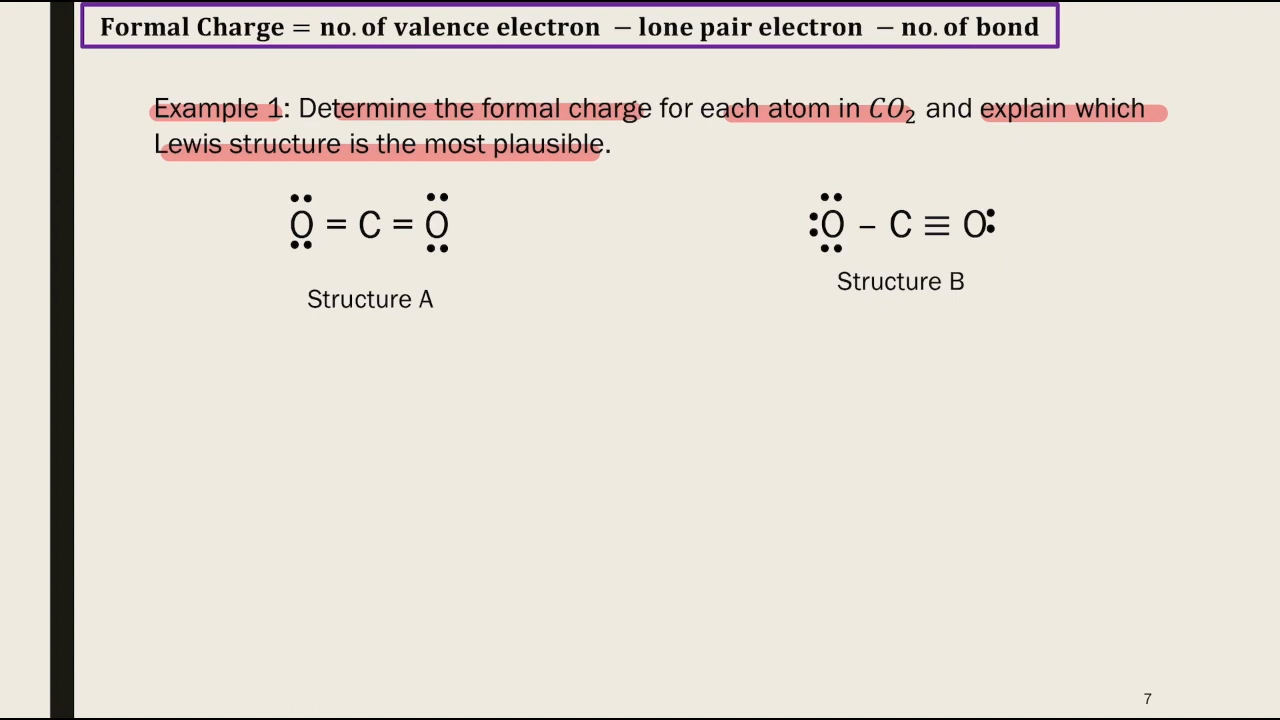 Formal Charge = no. of valence electron − lone pair electron − no. of bond
Example 1: Determine the formal charge for each atom in CO₂ and explain which
Lewis structure is the most plausible.
O = C = O
O – C ≡ O
Structure A
Structure B
7